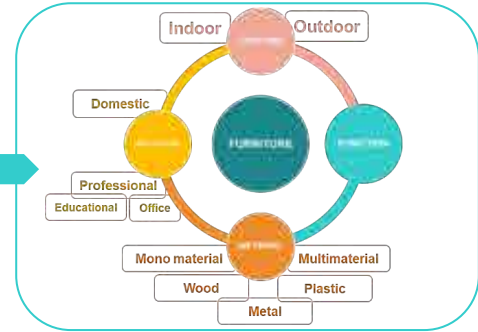 Indoor
Outdoor
Domestic
FURNITURE
Professional
Educational
Office
Mono material
Multimaterial
Wood
Plastic
Metal